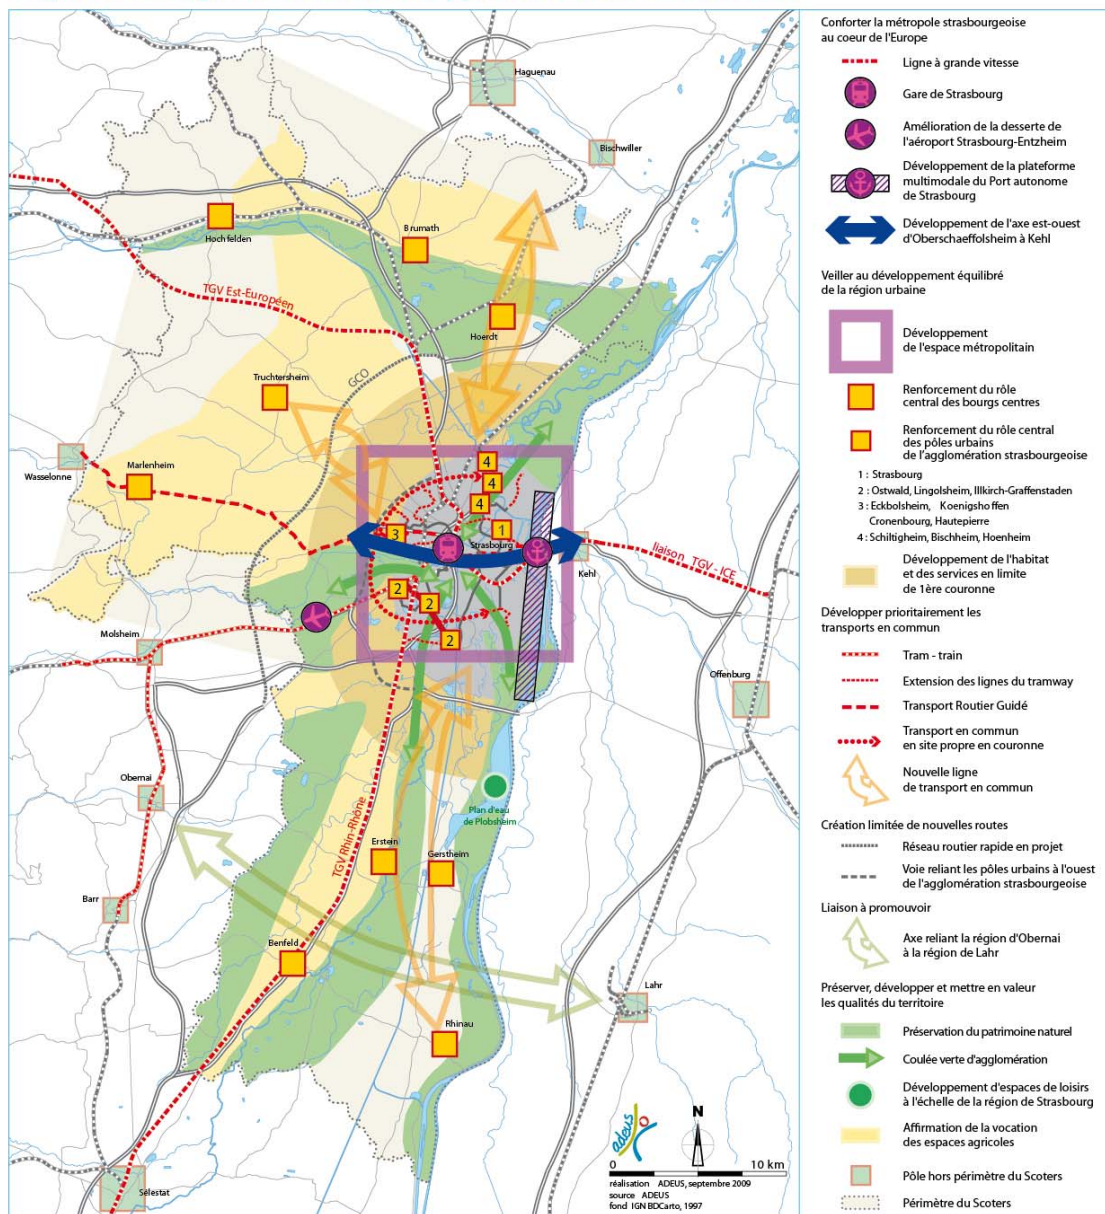 Haguenau
Bischwiller
Hochfelden
Brumath
TGV Est-Européen
Hoerdt
GCO
Truchtersheim
Wasselonne
Marlenheim
4
4
4
3
1
Strasbourg
Kehl
liaison TGV - ICE
2
2
2
Molsheim
Offenburg
Obernai
Plan d'eau
de Plobsheim
TGV Rhin-Rhône
Erstein
Gerstheim
Barr
Benfeld
Lahr
Rhinau
Sélestat
adeus
N
0
10 km
réalisation ADEUS, septembre 2009
source ADEUS
fond IGN BDCarto, 1997
Conforter la métropole strasbourgeoise
au coeur de l'Europe
Ligne à grande vitesse
Gare de Strasbourg
Amélioration de la desserte de
l'aéroport Strasbourg-Entzheim
Développement de la plateforme
multimodale du Port autonome
de Strasbourg
Développement de l'axe est-ouest
d'Oberschaeffolsheim à Kehl
Veiller au développement équilibré
de la région urbaine
Développement
de l'espace métropolitain
Renforcement du rôle
central des bourgs centres
Renforcement du rôle central
des pôles urbains
de l'agglomération strasbourgeoise
1 : Strasbourg
2 : Ostwald, Lingolsheim, Illkirch-Graffenstaden
3 : Eckbolsheim, Koenigshoffen
Cronenbourg, Hautepierre
4 : Schiltigheim, Bischheim, Hoenheim
Développement de l'habitat
et des services en limite
de 1ère couronne
Développer prioritairement les
transports en commun
Tram - train
Extension des lignes du tramway
Transport Routier Guidé
Transport en commun
en site propre en couronne
Nouvelle ligne
de transport en commun
Création limitée de nouvelles routes
Réseau routier rapide en projet
Voie reliant les pôles urbains à l'ouest
de l'agglomération strasbourgeoise
Liaison à promouvoir
Axe reliant la région d'Obernai
à la région de Lahr
Préserver, développer et mettre en valeur
les qualités du territoire
Préservation du patrimoine naturel
Coulée verte d'agglomération
Développement d'espaces de loisirs
à l'échelle de la région de Strasbourg
Affirmation de la vocation
des espaces agricoles
Pôle hors périmètre du Scoters
Périmètre du Scoters